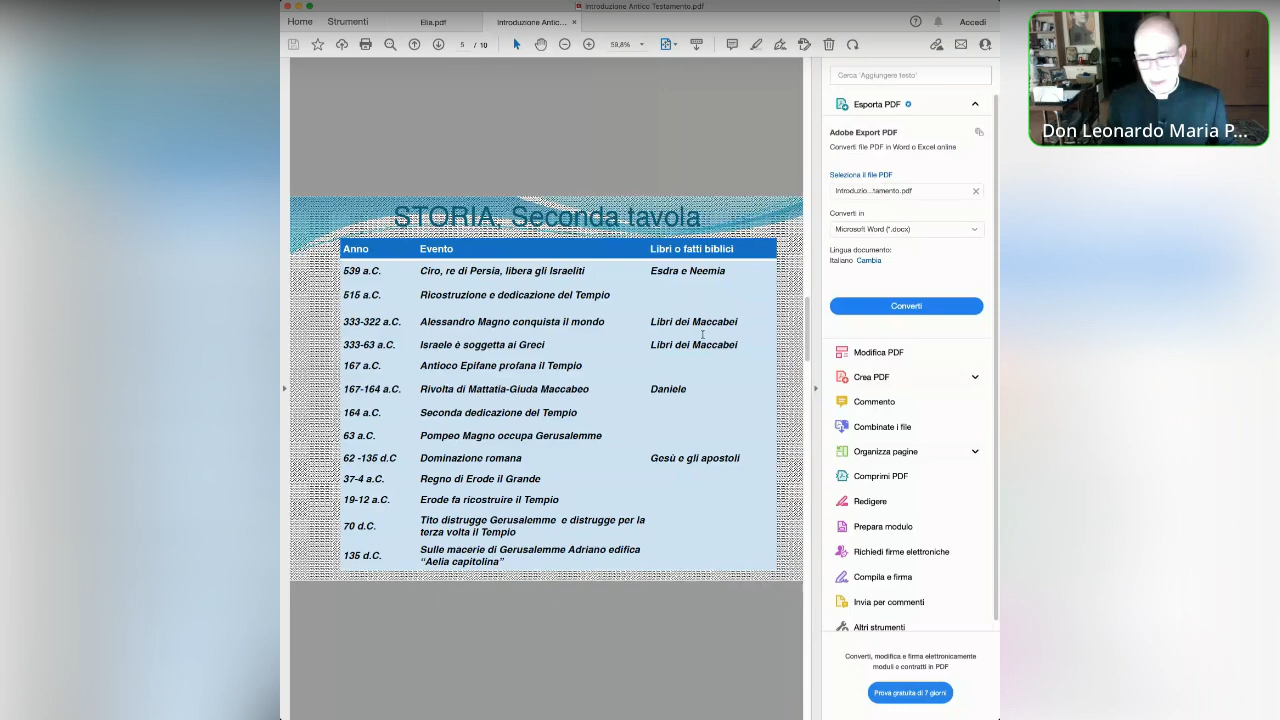 Introduzione Antico Testamento.pdf
Home Strumenti Elia.pdf Introduzione Antic... × Accedi
5 / 10 59,8%
Cerca 'Aggiungere testo'
Esporta PDF
Adobe Export PDF
Converti file PDF in Word o Excel online
Seleziona il file PDF
Introduzio...tamento.pdf
Converti in
Microsoft Word (*.docx)
Lingua documento:
Italiano Cambia
Converti
Modifica PDF
Crea PDF
Commento
Combinate i file
Organizza pagine
Comprimi PDF
Redigere
Prepara modulo
Richiedi firme elettroniche
Compila e firma
Invia per commenti
Altri strumenti
Converti, modifica e firma elettronicamente
moduli e contratti in PDF
Prova gratuita di 7 giorni
STORIA, Seconda tavola
Anno Evento Libri o fatti biblici
539 a.C. Ciro, re di Persia, libera gli Israeliti Esdra e Neemia
515 a.C. Ricostruzione e dedicazione del Tempio
333-322 a.C. Alessandro Magno conquista il mondo Libri dei Maccabei
333-63 a.C. Israele è soggetta ai Greci Libri dei Maccabei
167 a.C. Antioco Epifane profana il Tempio
167-164 a.C. Rivolta di Mattatia-Giuda Maccabeo Daniele
164 a.C. Seconda dedicazione del Tempio
63 a.C. Pompeo Magno occupa Gerusalemme
62 -135 d.C Dominazione romana Gesù e gli apostoli
37-4 a.C. Regno di Erode il Grande
19-12 a.C. Erode fa ricostruire il Tempio
70 d.C. Tito distrugge Gerusalemme e distrugge per la
terza volta il Tempio
135 d.C. Sulle macerie di Gerusalemme Adriano edifica
“Aelia capitolina”
Don Leonardo Maria P...